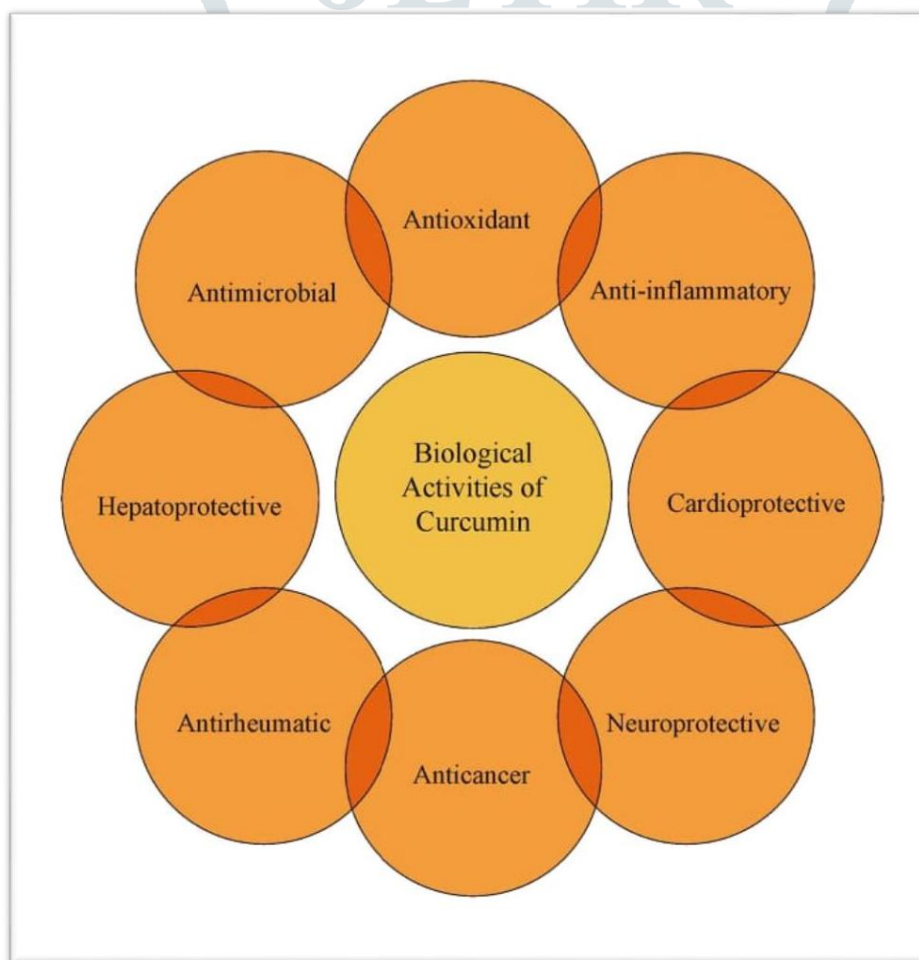 Antioxidant
Anti-inflammatory
Cardioprotective
Neuroprotective
Anticancer
Antirheumatic
Hepatoprotective
Antimicrobial
Biological
Activities of
Curcumin